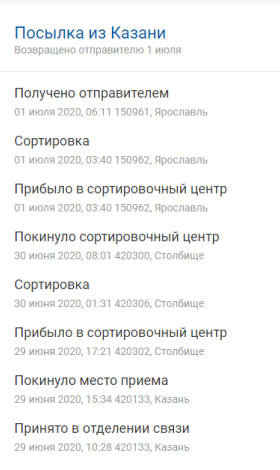 Посылка из Казани
Возвращено отправителю 1 июля
Получено отправителем
01 июля 2020, 06:11 150961, Ярославль
Сортировка
01 июля 2020, 03:40 150962, Ярославль
Прибыло в сортировочный центр
01 июля 2020, 03:40 150962, Ярославль
Покинуло сортировочный центр
30 июня 2020, 08:01 420300, Столбище
Сортировка
30 июня 2020, 01:31 420306, Столбище
Прибыло в сортировочный центр
29 июня 2020, 17:21 420302, Столбище
Покинуло место приема
29 июня 2020, 15:34 420133, Казань
Принято в отделении связи
29 июня 2020, 10:28 420133, Казань